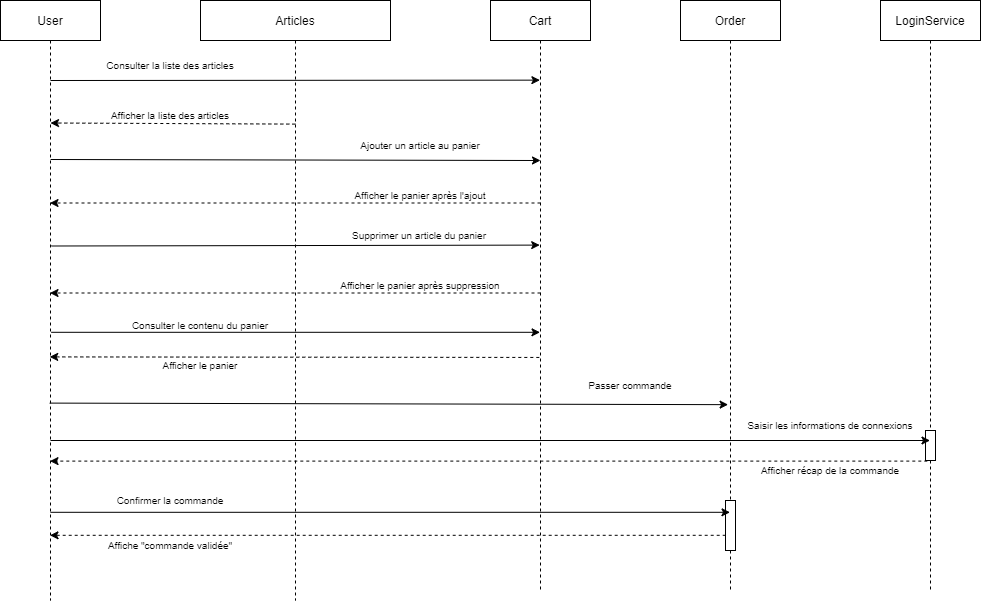 User
Articles
Cart
Order
LoginService
Consulter la liste des articles
Afficher la liste des articles
Ajouter un article au panier
Afficher le panier après l'ajout
Supprimer un article du panier
Afficher le panier après suppression
Consulter le contenu du panier
Afficher le panier
Passer commande
Saisir les informations de connexions
Afficher récap de la commande
Confirmer la commande
Affiche "commande validée"